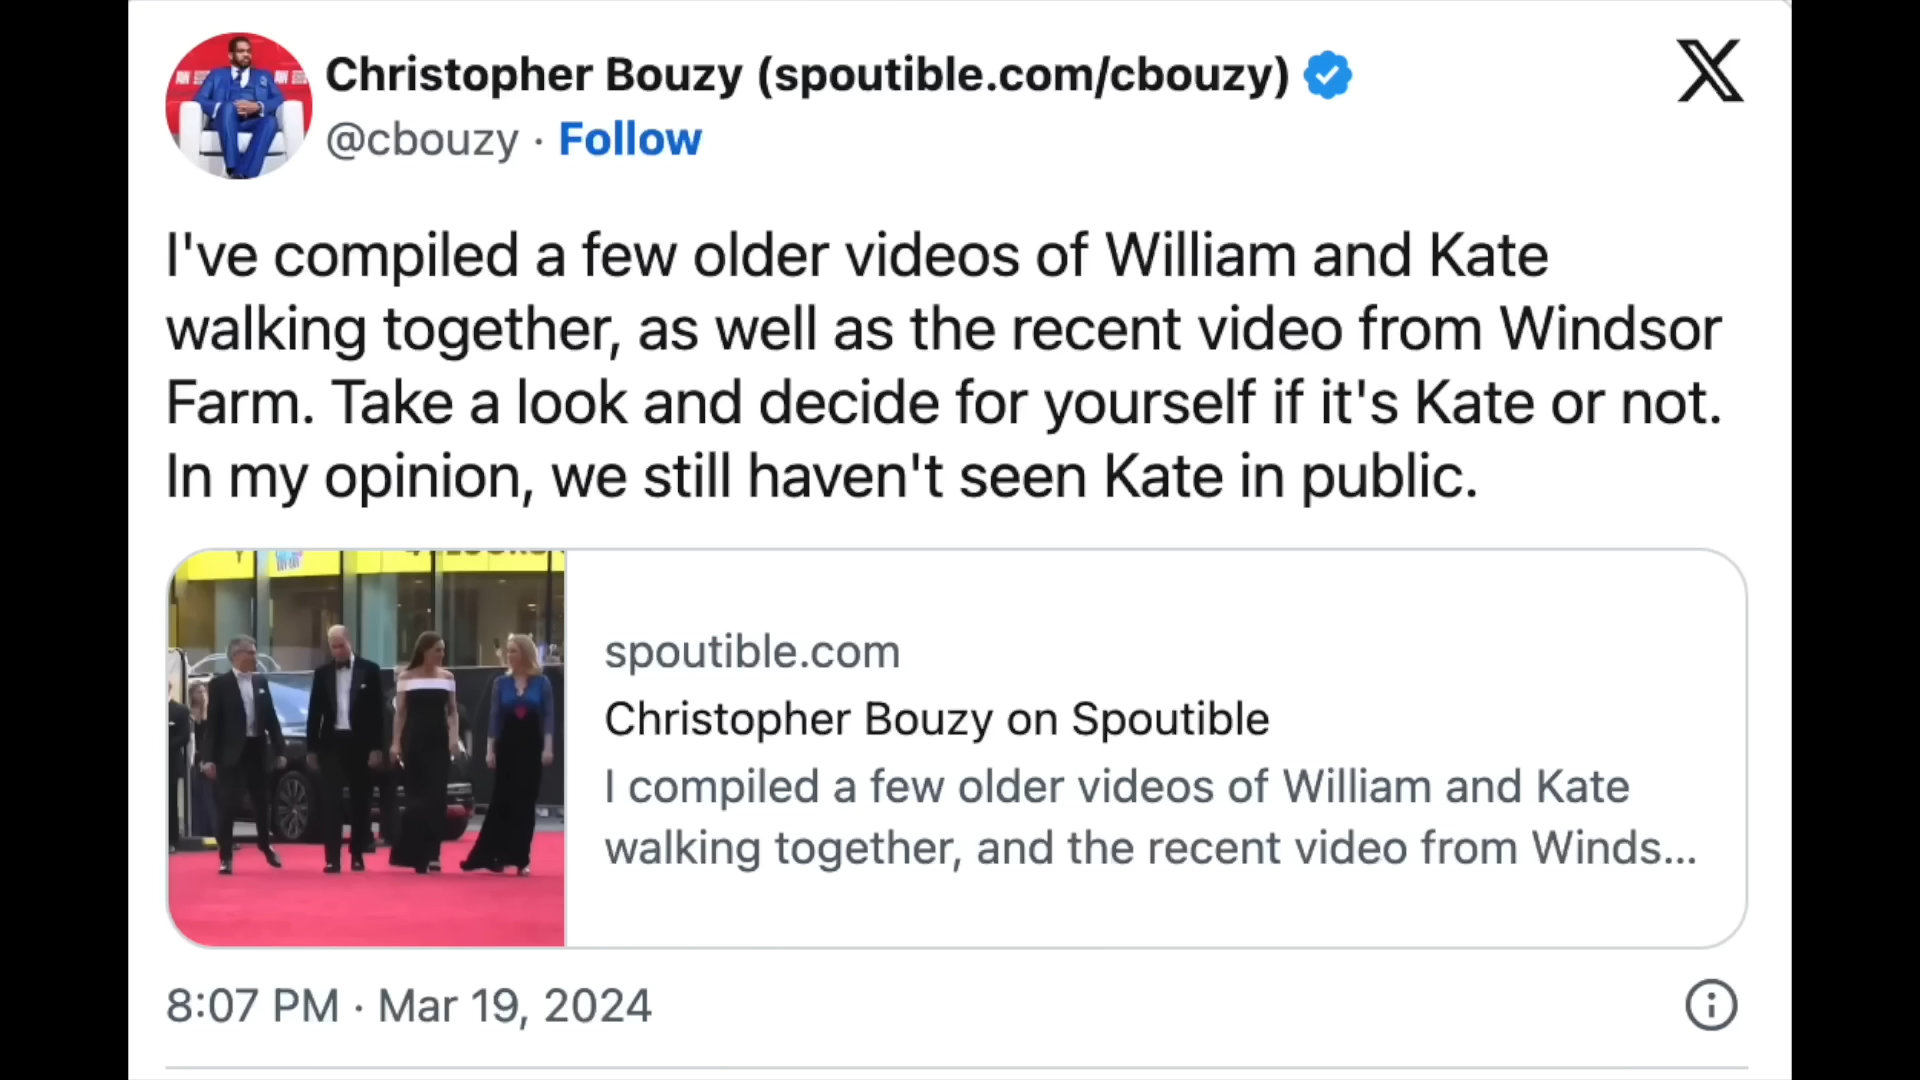 Christopher Bouzy (spoutible.com/cbouzy)
@cbouzy · Follow
I've compiled a few older videos of William and Kate
walking together, as well as the recent video from Windsor
Farm. Take a look and decide for yourself if it's Kate or not.
In my opinion, we still haven't seen Kate in public.
spoutible.com
Christopher Bouzy on Spoutible
I compiled a few older videos of William and Kate
walking together, and the recent video from Winds...
8:07 PM · Mar 19, 2024